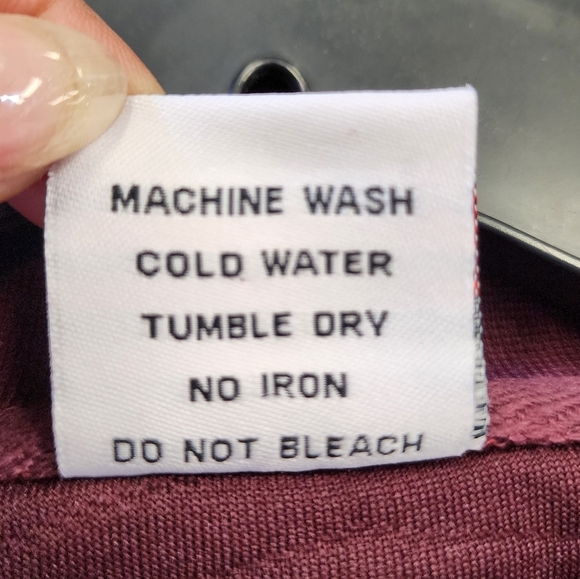 MACHINE WASH
COLD WATER
TUMBLE DRY
NO IRON
DO NOT BLEACH